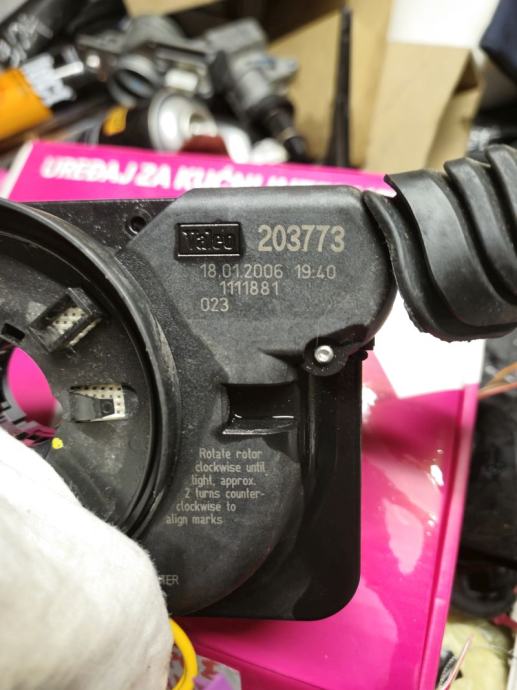 UREĐAJ ZA KUĆNI
Valeo 203773
18.01.2006 19:40
1111881
023
Rotate rotor
clockwise until
tight, approx.
2 turns counter-
clockwise to
align marks